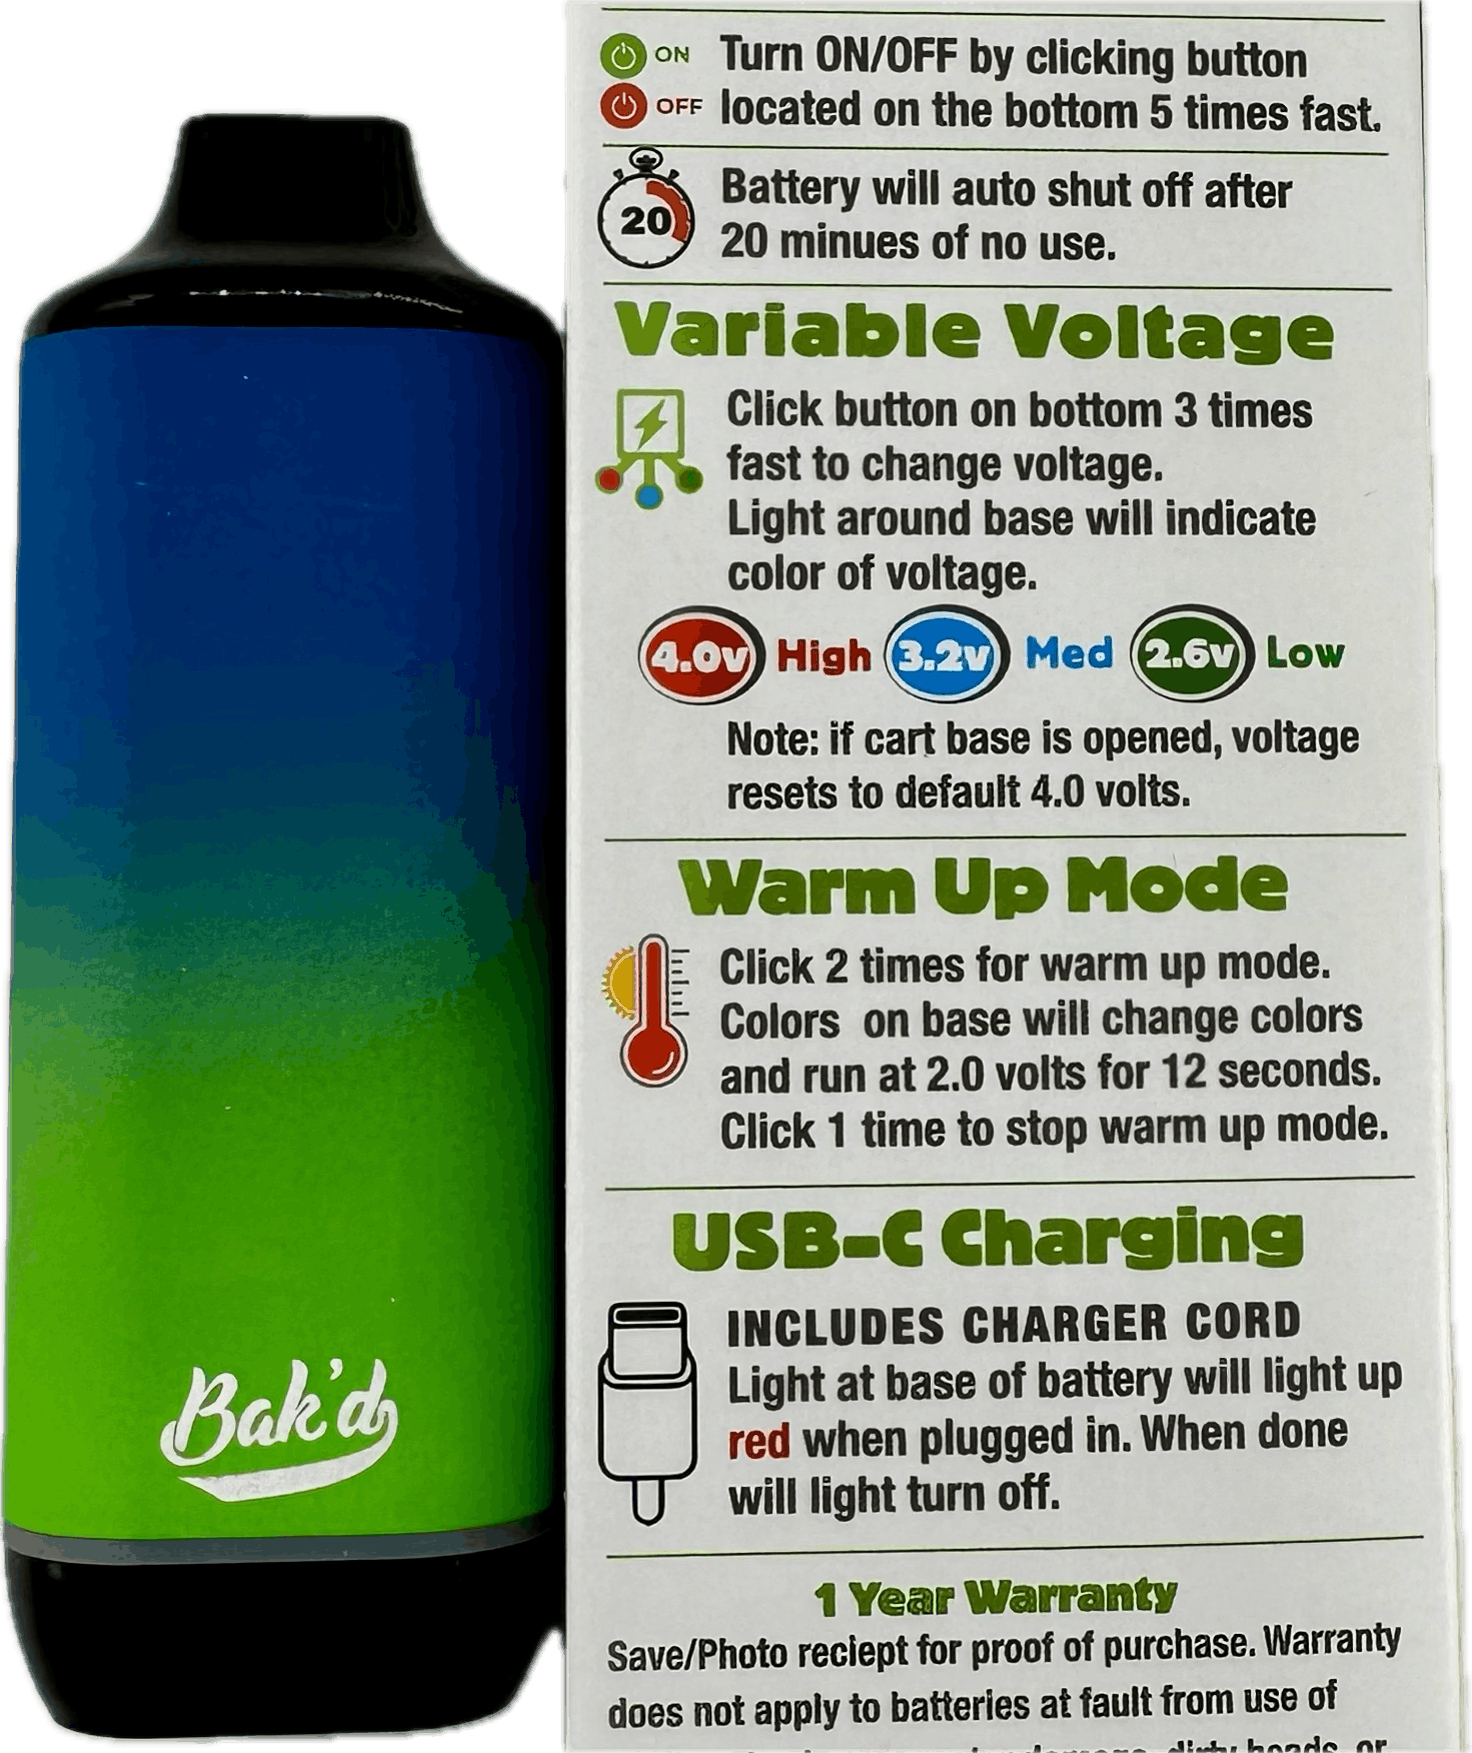 Bak'd
ON Turn ON/OFF by clicking button
OFF located on the bottom 5 times fast.
20
Battery will auto shut off after
20 minues of no use.
Variable Voltage
Click button on bottom 3 times
fast to change voltage.
Light around base will indicate
color of voltage.
4.0v High 3.2v Med 2.6v Low
Note: if cart base is opened, voltage
resets to default 4.0 volts.
Warm Up Mode
Click 2 times for warm up mode.
Colors on base will change colors
and run at 2.0 volts for 12 seconds.
Click 1 time to stop warm up mode.
USB-C Charging
INCLUDES CHARGER CORD
Light at base of battery will light up
red when plugged in. When done
will light turn off.
1 Year Warranty
Save/Photo reciept for proof of purchase. Warranty
does not apply to batteries at fault from use of
dirty heads, or